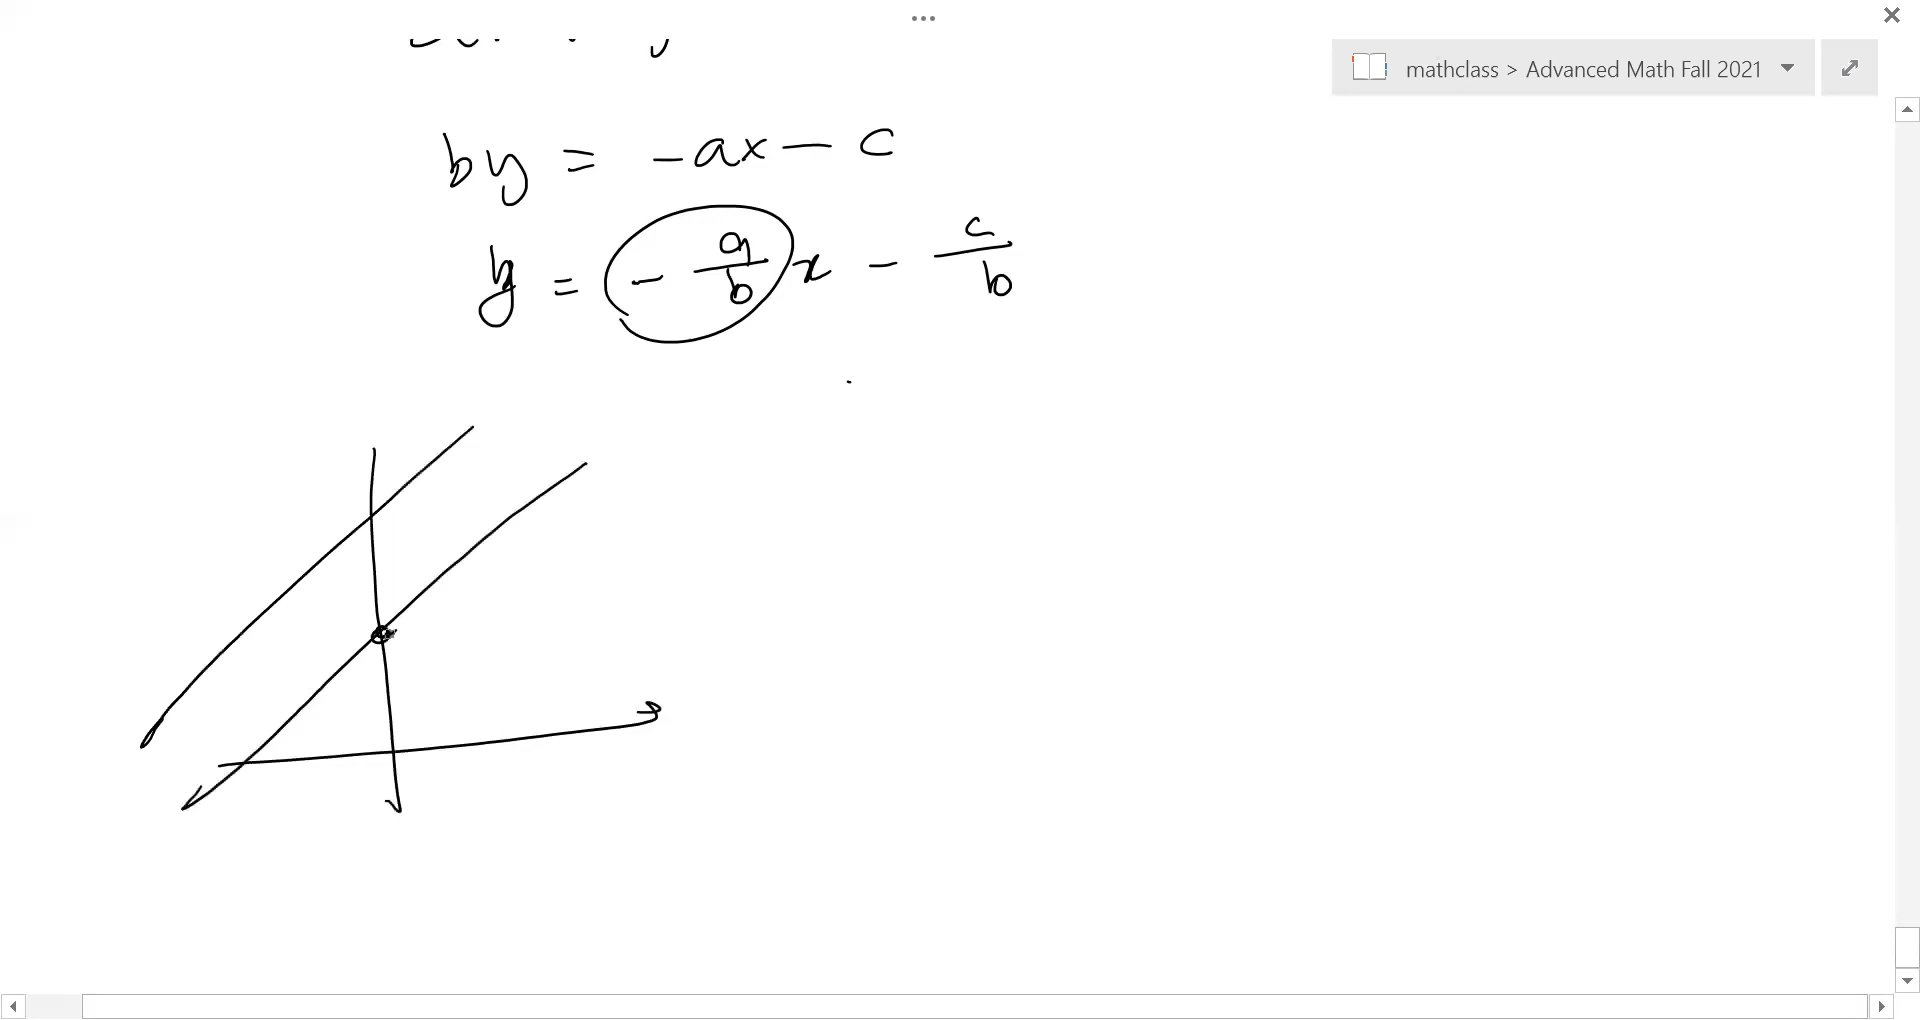 mathclass > Advanced Math Fall 2021
by = -ax - c
y = - a/b x - c/b